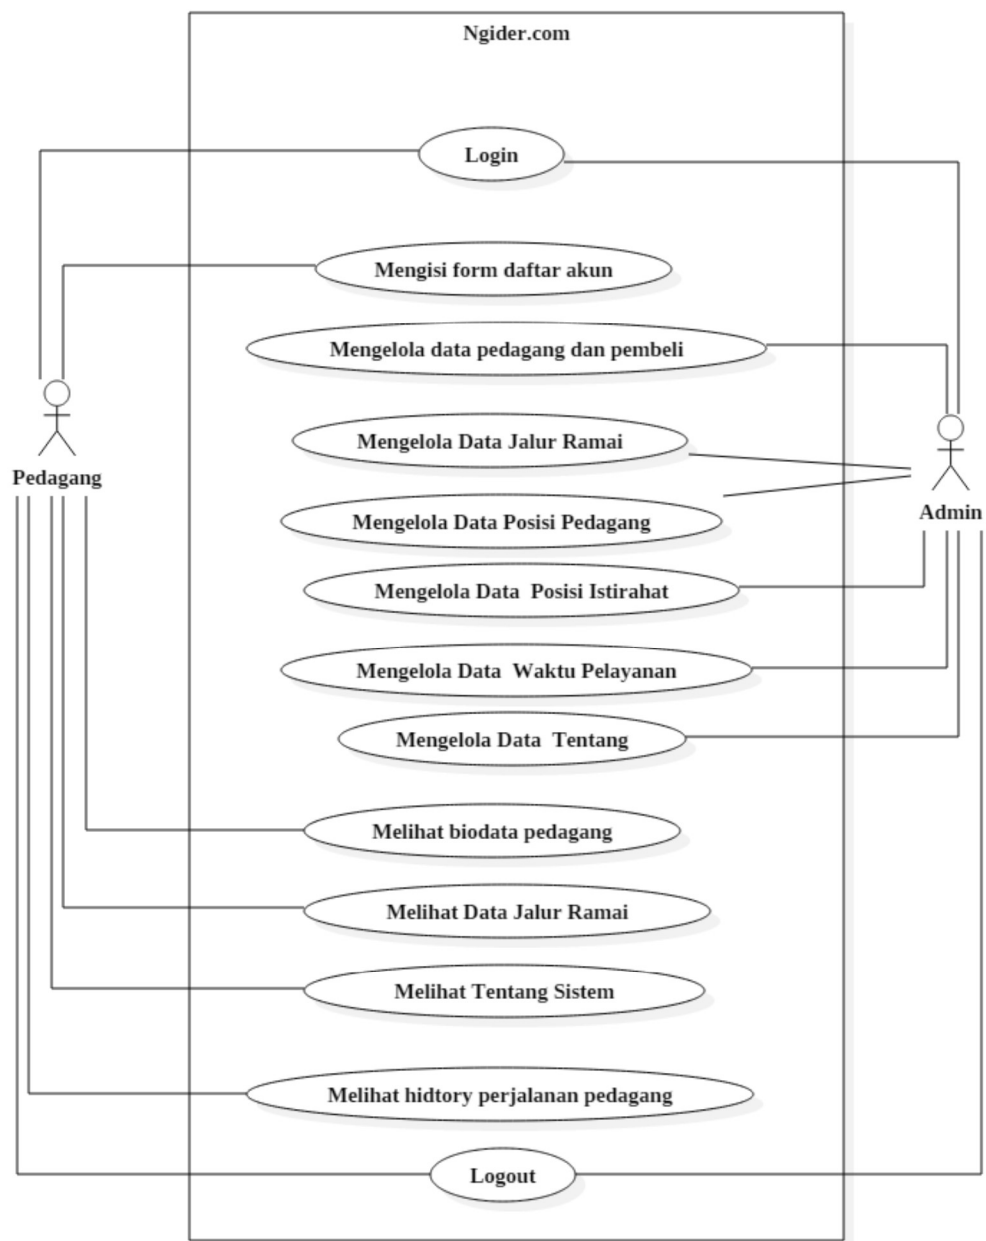 Ngider.com
Login
Mengisi form daftar akun
Mengelola data pedagang dan pembeli
Mengelola Data Jalur Ramai
Pedagang
Mengelola Data Posisi Pedagang
Admin
Mengelola Data  Posisi Istirahat
Mengelola Data  Waktu Pelayanan
Mengelola Data  Tentang
Melihat biodata pedagang
Melihat Data Jalur Ramai
Melihat Tentang Sistem
Melihat hidtory perjalanan pedagang
Logout